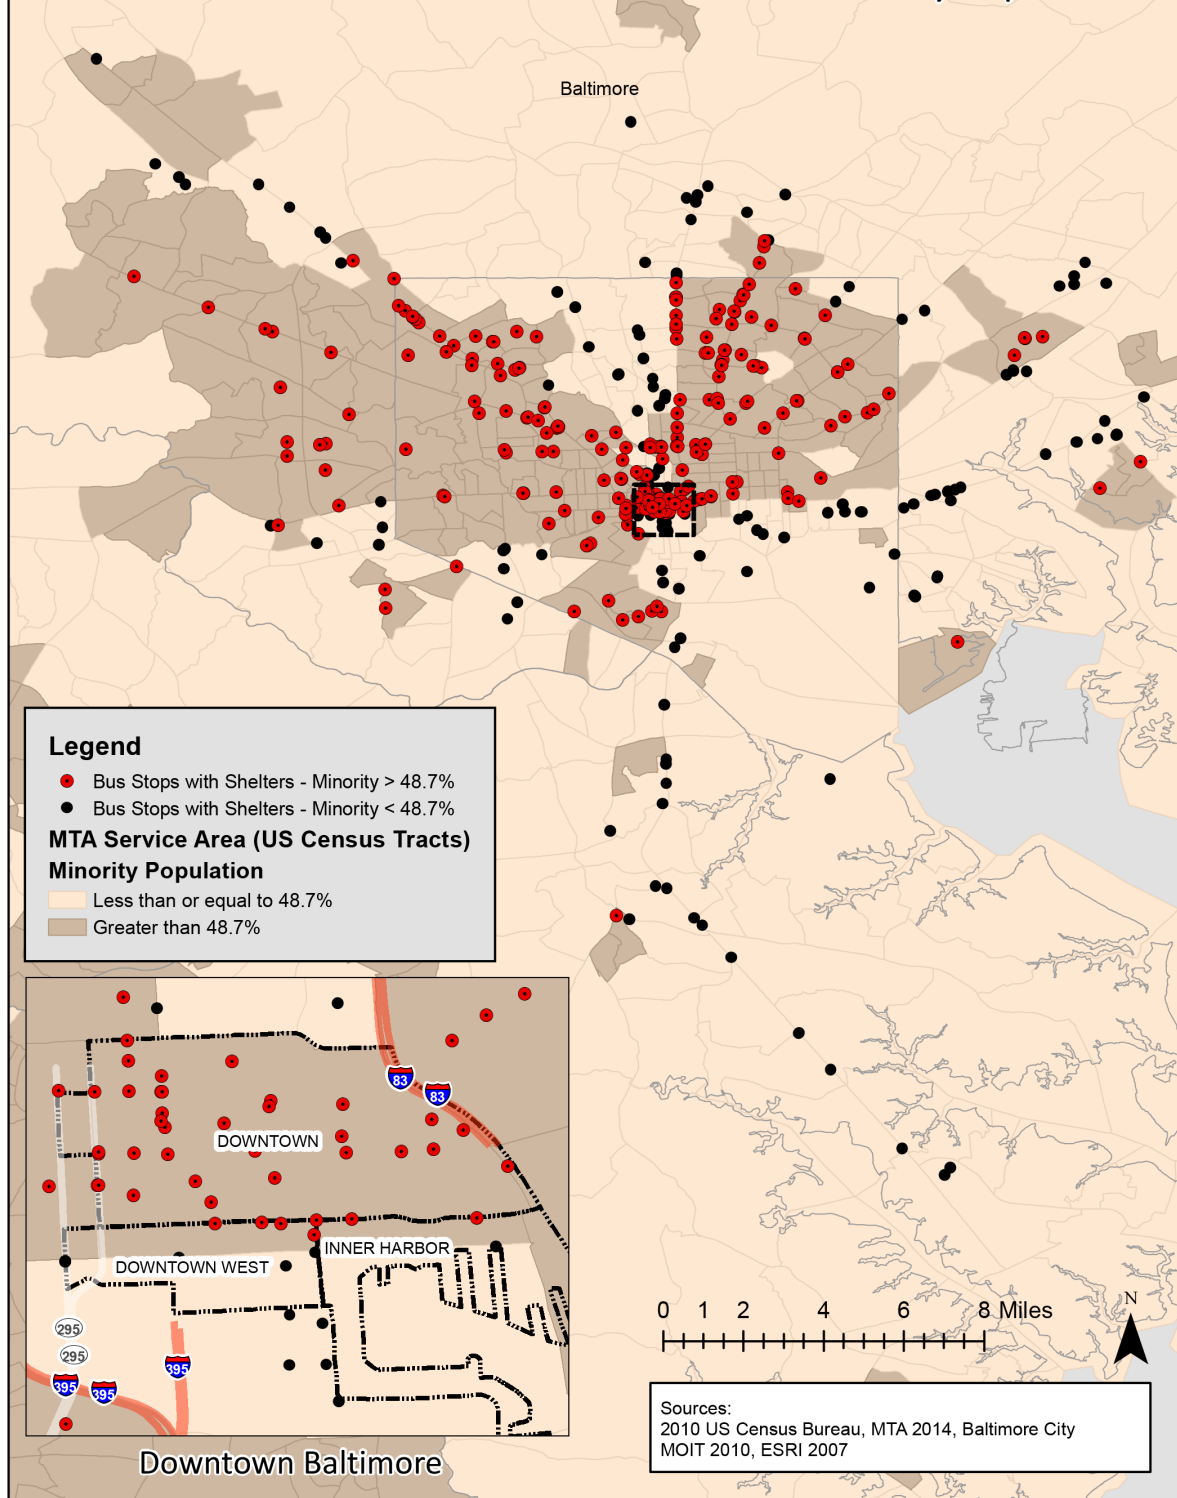 Baltimore
Legend
Bus Stops with Shelters - Minority > 48.7%
Bus Stops with Shelters - Minority < 48.7%
MTA Service Area (US Census Tracts)
Minority Population
Less than or equal to 48.7%
Greater than 48.7%
83
83
DOWNTOWN
INNER HARBOR
DOWNTOWN WEST
295
295
395
395
395
Downtown Baltimore
0 1 2 4 6 8 Miles
N
Sources:
2010 US Census Bureau, MTA 2014, Baltimore City
MOIT 2010, ESRI 2007